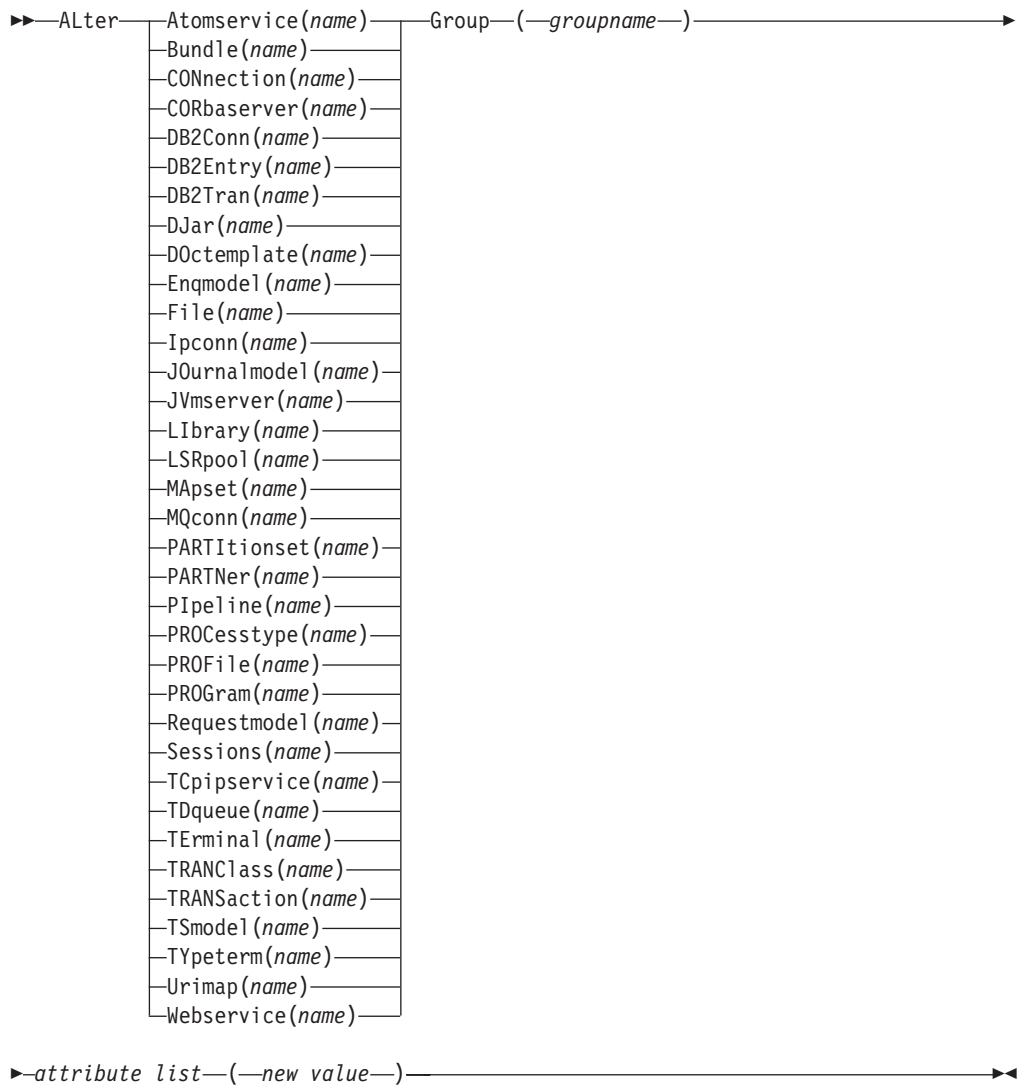 ALter Atomservice(name) Group ( groupname )
Bundle(name)
CONnection(name)
CORbaserver(name)
DB2Conn(name)
DB2Entry(name)
DB2Tran(name)
DJar(name)
DOctemplate(name)
Enqmodel(name)
File(name)
Ipconn(name)
JOurnalmodel(name)
JVmserver(name)
LIbrary(name)
LSRpool(name)
MApset(name)
MQconn(name)
PARTItionset(name)
PARTNer(name)
PIpeline(name)
PROCesstype(name)
PROFile(name)
PROGram(name)
Requestmodel(name)
Sessions(name)
TCpipservice(name)
TDqueue(name)
TErminal(name)
TRANClass(name)
TRANSaction(name)
TSmodel(name)
TYpeterm(name)
Urimap(name)
Webservice(name)
attribute list ( new value )